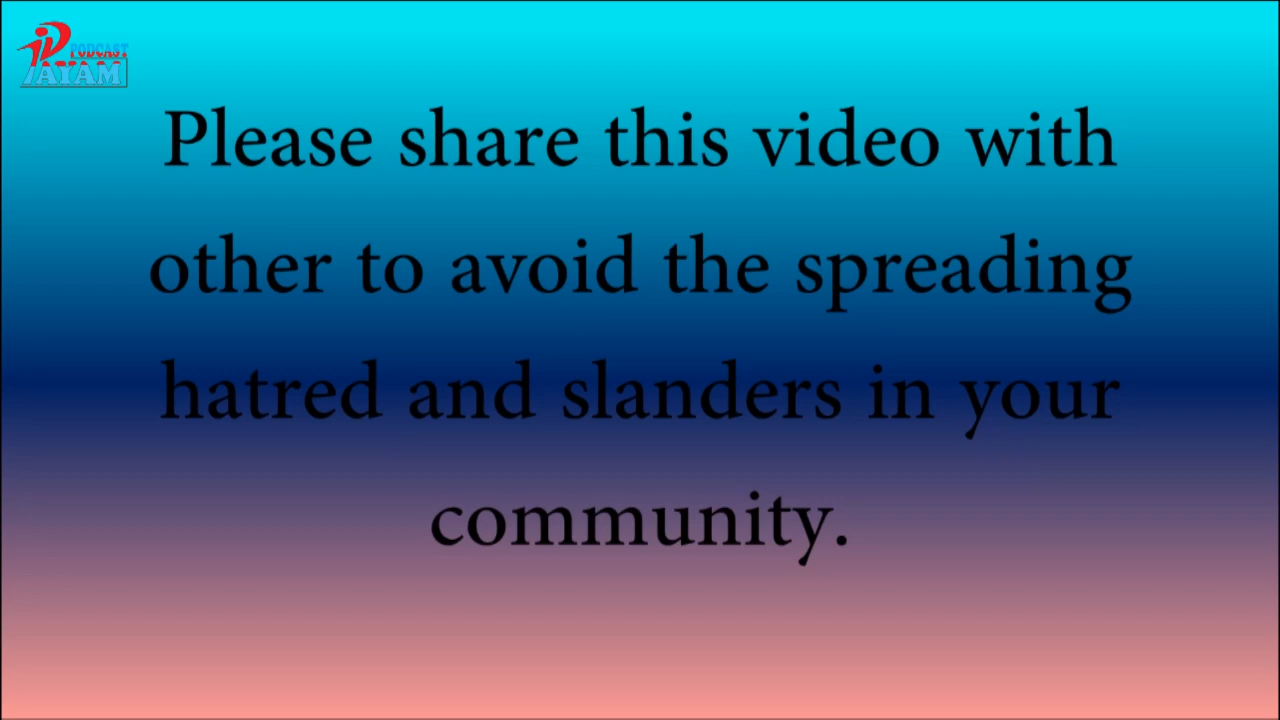 PODCAST
PAYAM
Please share this video with
other to avoid the spreading
hatred and slanders in your
community.